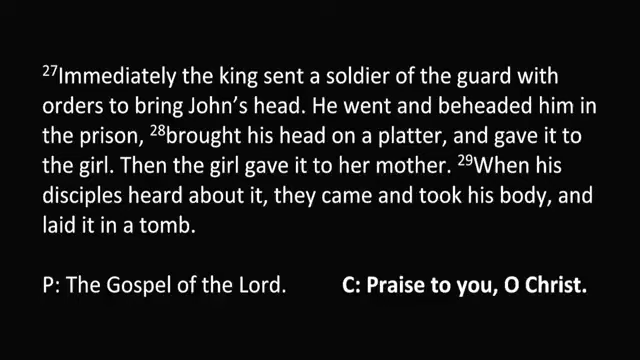 27Immediately the king sent a soldier of the guard with
orders to bring John's head. He went and beheaded him in
the prison, 28brought his head on a platter, and gave it to
the girl. Then the girl gave it to her mother. 29When his
disciples heard about it, they came and took his body, and
laid it in a tomb.
P: The Gospel of the Lord. C: Praise to you, O Christ.